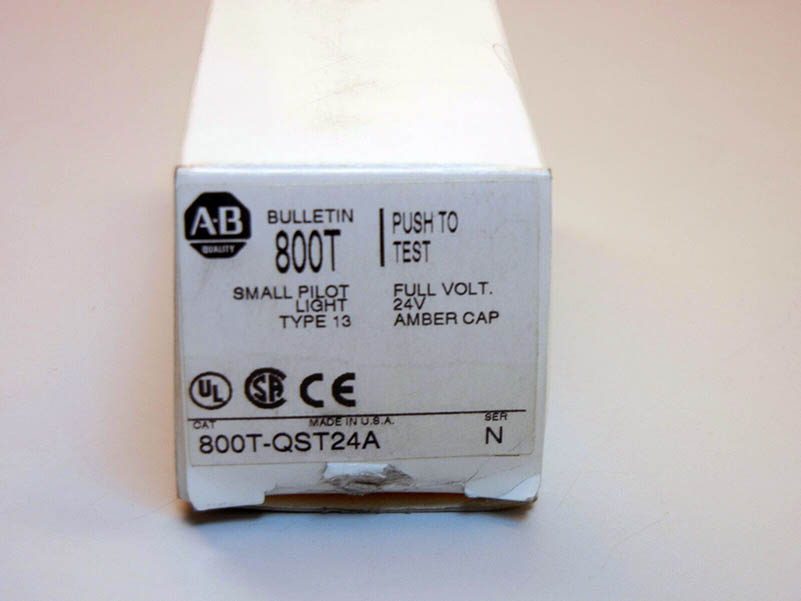 A-B
QUALITY
BULLETIN
800T
SMALL PILOT
LIGHT
TYPE 13
PUSH TO
TEST
FULL VOLT.
24V
AMBER CAP
UL
SA CE
CAT
MADE IN U.S.A.
SER
800T-QST24A
N